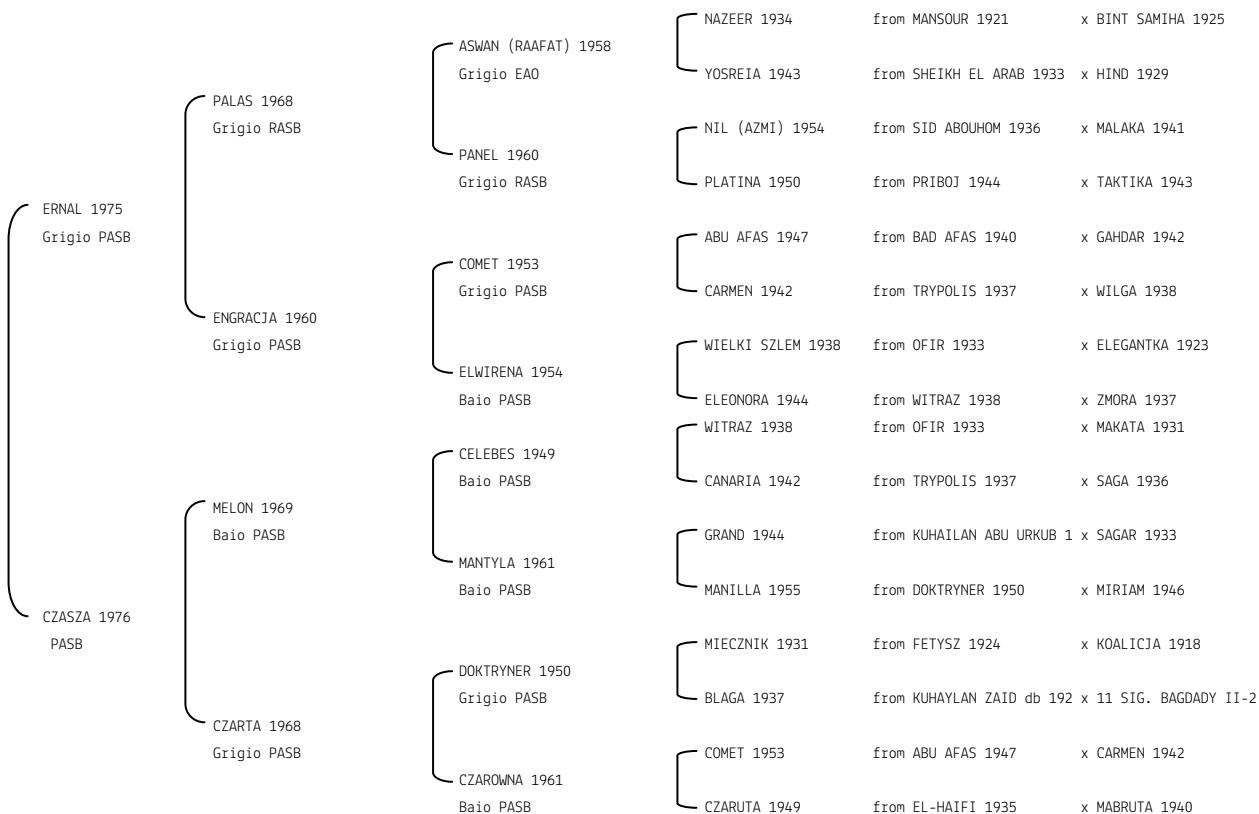 NAZEER 1934 from MANSOUR 1921 x BINT SAMIHA 1925
ASWAN (RAAFAT) 1958
Grigio EAO
YOSREIA 1943 from SHEIKH EL ARAB 1933 x HIND 1929
PALAS 1968
Grigio RASB
NIL (AZMI) 1954 from SID ABOUHOM 1936 x MALAKA 1941
PANEL 1960
Grigio RASB
PLATINA 1950 from PRIBOJ 1944 x TAKTIKA 1943
ERNAL 1975
Grigio PASB
ABU AFAS 1947 from BAD AFAS 1940 x GAHDAR 1942
COMET 1953
Grigio PASB
CARMEN 1942 from TRYPOLIS 1937 x WILGA 1938
ENGRACJA 1960
Grigio PASB
WIELKI SZLEM 1938 from OFIR 1933 x ELEGANTKA 1923
ELWIRENA 1954
Baio PASB
ELEONORA 1944 from WITRAZ 1938 x ZMORA 1937
WITRAZ 1938 from OFIR 1933 x MAKATA 1931
CELEBES 1949
Baio PASB
CANARIA 1942 from TRYPOLIS 1937 x SAGA 1936
MELON 1969
Baio PASB
GRAND 1944 from KUHAILAN ABU URKUB 1 x SAGAR 1933
MANTYLA 1961
Baio PASB
MANILLA 1955 from DOKTRYNER 1950 x MIRIAM 1946
CZASZA 1976
PASB
MIECZNIK 1931 from FETYSZ 1924 x KOALICJA 1918
DOKTRYNER 1950
Grigio PASB
BLAGA 1937 from KUHAYLAN ZAID db 192 x 11 SIG. BAGDADY II-2
CZARTA 1968
Grigio PASB
COMET 1953 from ABU AFAS 1947 x CARMEN 1942
CZAROWNA 1961
Baio PASB
CZARUTA 1949 from EL-HAIFI 1935 x MABRUTA 1940